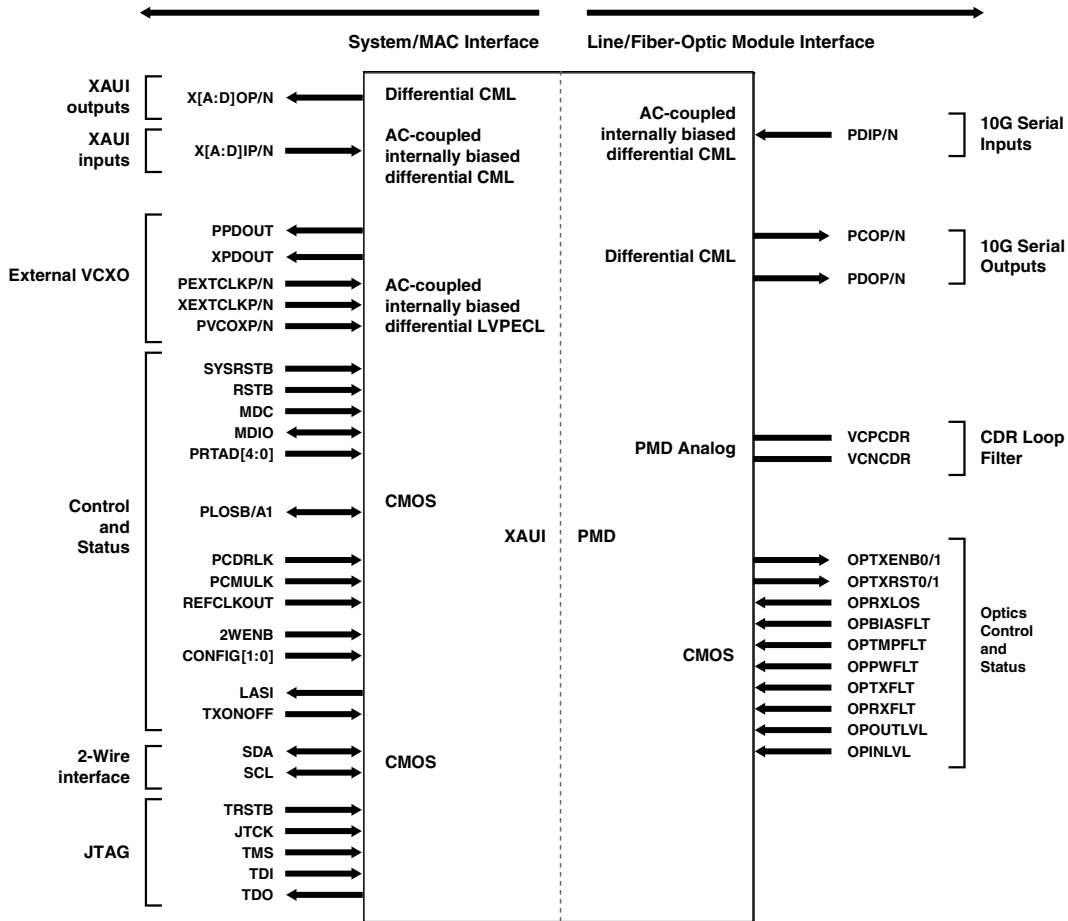 System/MAC Interface
Line/Fiber-Optic Module Interface
XAUI
outputs
X[A:D]OP/N
Differential CML
XAUI
inputs
X[A:D]IP/N
AC-coupled
internally biased
differential CML
External VCXO
PPDOUT
XPDOUT
PEXTCLKP/N
XEXTCLKP/N
PVCOXP/N
AC-coupled
internally biased
differential LVPECL
Control
and
Status
SYSRSTB
RSTB
MDC
MDIO
PRTAD[4:0]
PLOSB/A1
PCDRLK
PCMULK
REFCLKOUT
2WENB
CONFIG[1:0]
LASI
TXONOFF
CMOS
2-Wire
interface
SDA
SCL
CMOS
JTAG
TRSTB
JTCK
TMS
TDI
TDO
XAUI
PMD
AC-coupled
internally biased
differential CML
PDIP/N
10G Serial
Inputs
Differential CML
PCOP/N
PDOP/N
10G Serial
Outputs
PMD Analog
VCPCDR
VCNCDR
CDR Loop
Filter
CMOS
OPTXENB0/1
OPTXRST0/1
OPRXLOS
OPBIASFLT
OPTMPFLT
OPPWFLT
OPTXFLT
OPRXFLT
OPOUTLVL
OPINLVL
Optics
Control
and
Status